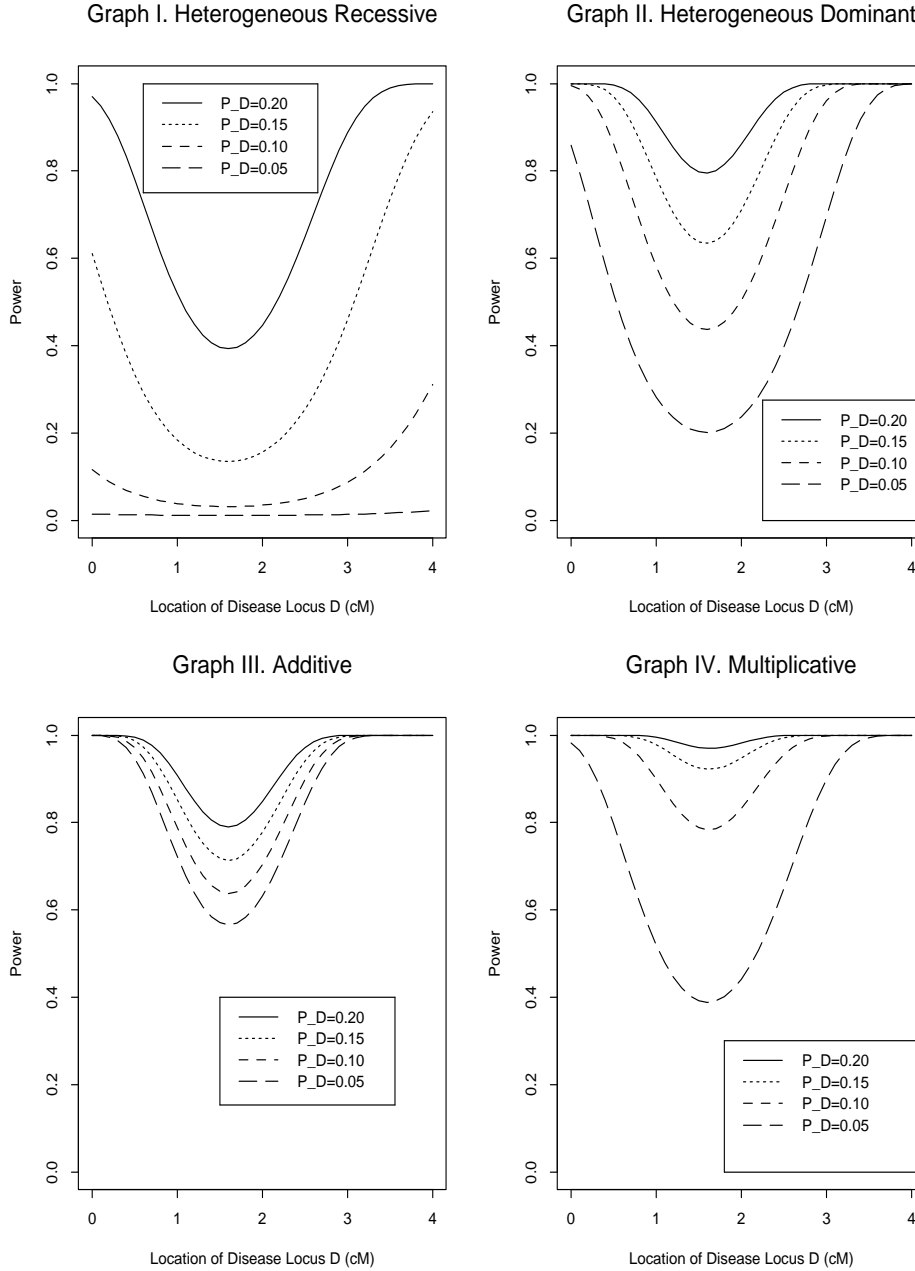 Graph I. Heterogeneous Recessive
Power
0.0 0.2 0.4 0.6 0.8 1.0
P_D=0.20
P_D=0.15
P_D=0.10
P_D=0.05
0 1 2 3 4
Location of Disease Locus D (cM)
Graph II. Heterogeneous Dominant
Power
0.0 0.2 0.4 0.6 0.8 1.0
P_D=0.20
P_D=0.15
P_D=0.10
P_D=0.05
0 1 2 3 4
Location of Disease Locus D (cM)
Graph III. Additive
Power
0.0 0.2 0.4 0.6 0.8 1.0
P_D=0.20
P_D=0.15
P_D=0.10
P_D=0.05
0 1 2 3 4
Location of Disease Locus D (cM)
Graph IV. Multiplicative
Power
0.0 0.2 0.4 0.6 0.8 1.0
P_D=0.20
P_D=0.15
P_D=0.10
P_D=0.05
0 1 2 3 4
Location of Disease Locus D (cM)